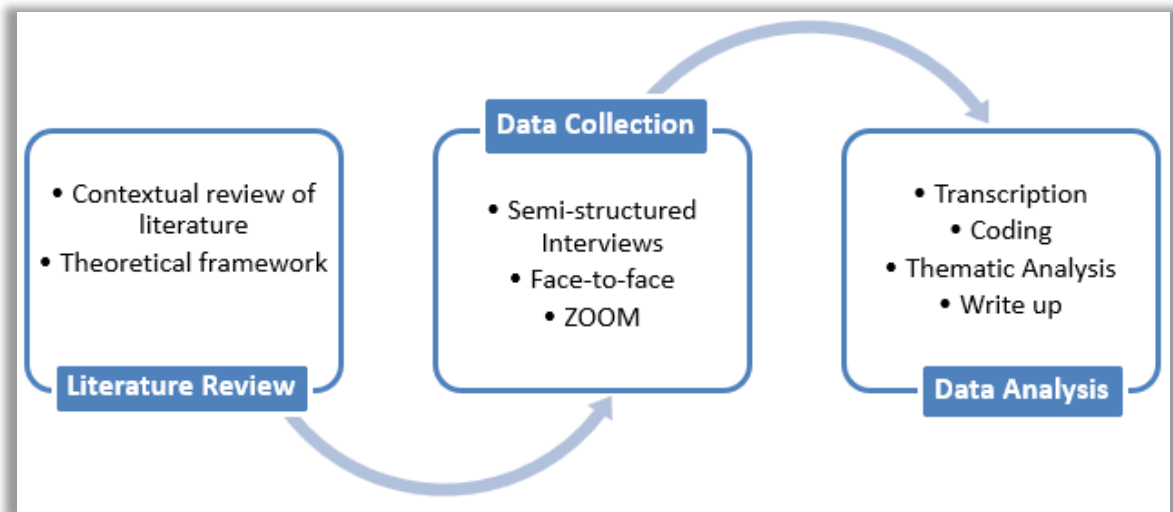 • Contextual review of
literature
• Theoretical framework
Literature Review
Data Collection
• Semi-structured
Interviews
• Face-to-face
• ZOOM
• Transcription
• Coding
• Thematic Analysis
• Write up
Data Analysis